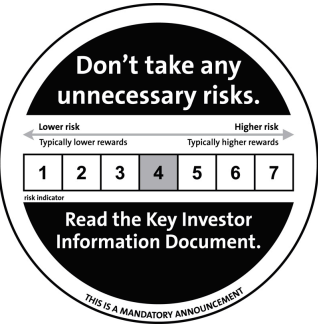 Don't take any
unnecessary risks.
Lower risk Higher risk
Typically lower rewards Typically higher rewards
1 2 3 4 5 6 7
risk indicator
Read the Key Investor
Information Document.
THIS IS A MANDATORY ANNOUNCEMENT